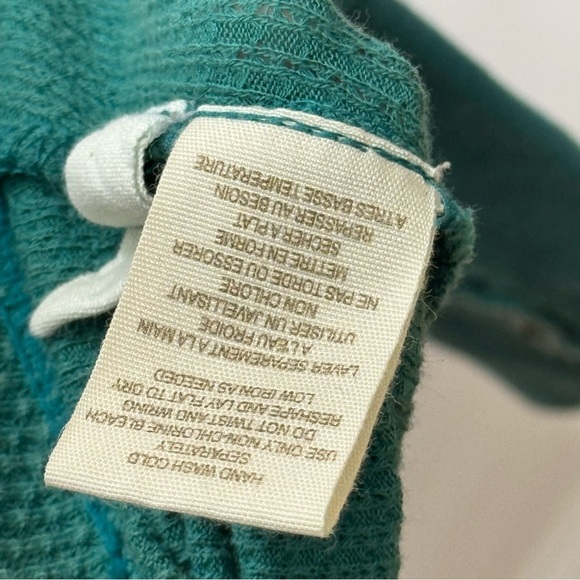 HAND WASH COLD
SEPARATELY
USE ONLY NON-CHLORINE BLEACH
DO NOT TWIST AND WRING
RESHAPE AND LAY FLAT TO DRY
LOW IRON (AS NEEDED)
LAVER SEPAREMENT A LA MAIN
A L'EAU FROIDE
UTILISER UN JAVELLISANT
NON CHLORE
NE PAS TORDE OU ESSORER
METTRE EN FORME
SECHER A PLAT
REPASSER AU BESOIN
A TRES BASSE TEMPERATURE